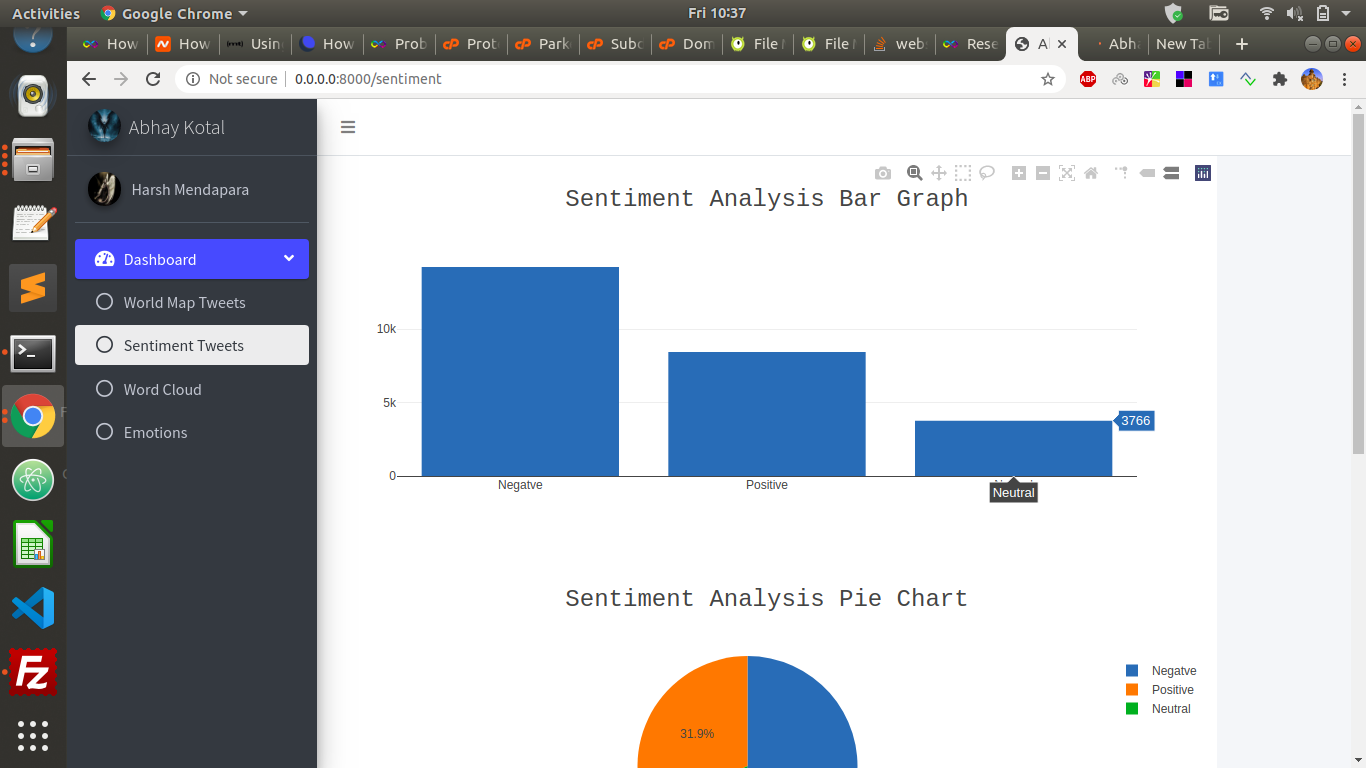 Activities Google Chrome Fri 10:37
How How Usin How Prob Prot Park Subd Dom File M File M web Rese A Abha New Tab
Not secure 0.0.0.0:8000/sentiment
ABP
Abhay Kotal
Harsh Mendapara
Dashboard
World Map Tweets
Sentiment Tweets
Word Cloud
Emotions
Sentiment Analysis Bar Graph
10k
5k
0
3766
Negatve Positive
Neutral
Sentiment Analysis Pie Chart
Negatve
Positive
Neutral
31.9%
Fz